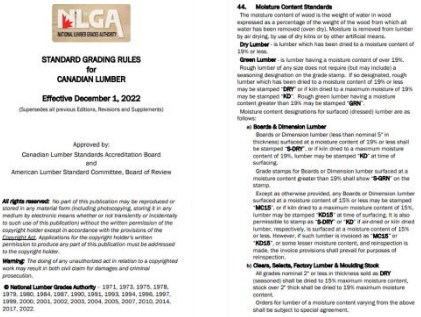 NLGA
NATIONAL LUMBER GRADES AUTHORITY
STANDARD GRADING RULES
for
CANADIAN LUMBER
Effective December 1, 2022
(Supersedes all previous Editions, Revisions and Supplements)
Approved by:
Canadian Lumber Standards Accreditation Board
and
American Lumber Standard Committee, Board of Review
All rights reserved: No part of this publication may be reproduced or
stored in any material form (including photocopying, storing it in any
medium by electronic means whether or not transiently or incidentally
to such use of this publication) without the written permission of the
copyright holder except in accordance with the provisions of the
Copyright Act. Applications for the copyright holder's written
permission to produce any part of this publication must be addressed
to the copyright holder.
Warning: The doing of any unauthorized act in relation to a copyrighted
work may result in both civil claim for damages and criminal
prosecution.
© National Lumber Grades Authority - 1971, 1973, 1975, 1978,
1979, 1980, 1984, 1987, 1990, 1991, 1993, 1994, 1996, 1997,
1999, 2000, 2001, 2002, 2003, 2004, 2005, 2007, 2010, 2014,
2017, 2022.
44. Moisture Content Standards
The moisture content of wood is the weight of water in wood
expressed as a percentage of the weight of the wood from which all
water has been removed (oven dry). Moisture is removed from lumber
by air drying, by use of dry kilns or by other artificial means.
Dry Lumber - is lumber which has been dried to a moisture content of
19% or less.
Green Lumber - is lumber having a moisture content of over 19%.
Rough lumber of any size does not require (but may include) a
seasoning designation on the grade stamp. If so designated, rough
lumber which has been dried to a moisture content of 19% or less
may be stamped "DRY" or if kiln dried to a maximum moisture of 19%
may be stamped "KD". Rough green lumber having a moisture
content greater than 19% may be stamped "GRN".
Moisture content designations for surfaced (dressed) lumber are as
follows:
a) Boards & Dimension Lumber
Boards or Dimension lumber (less than nominal 5" in
thickness) surfaced at a moisture content of 19% or less shall
be stamped "S-DRY", or if kiln dried to a maximum moisture
content of 19%, lumber may be stamped "KD" at time of
surfacing.
Grade stamps for Boards or Dimension Lumber surfaced at a
moisture content greater than 19% shall show "S-GRN" on the
stamp.
Except as otherwise provided, any Boards or Dimension lumber
surfaced at a moisture content of 15% or less may be stamped
"MC15", or if kiln dried to a maximum moisture content of 15%,
lumber may be stamped "KD15" at time of surfacing. It is also
permissible to stamp as "S-DRY" or "KD" if air-dried or kiln dried
lumber, respectively, is surfaced at a moisture content of 15%
or less. However, if such lumber is invoiced as "MC15" or
"KD15", or some lesser moisture content, and reinspection is
made, the invoice provisions shall prevail for purposes of
reinspection.
b) Clears, Selects, Factory Lumber & Moulding Stock
All grades nominal 2" or less in thickness sold as DRY
(seasoned) shall be dried to 15% maximum moisture content,
stock over 2" thick shall be dried to 19% maximum moisture
content.
Orders for lumber of a moisture content varying from the above
shall be subject to special agreement.